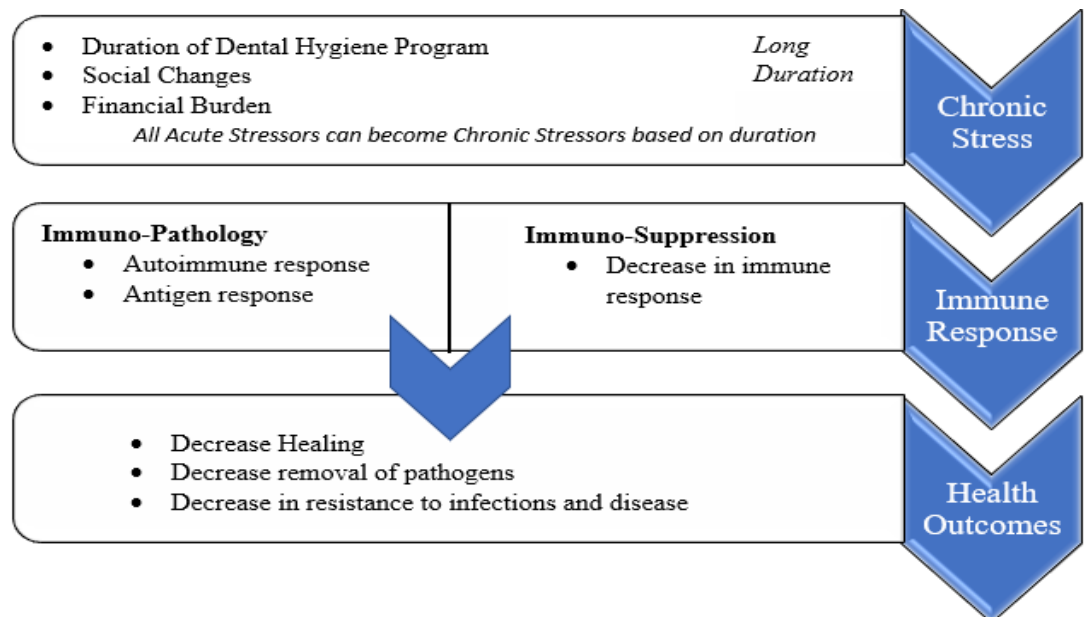 • Duration of Dental Hygiene Program
• Social Changes
• Financial Burden
Long
Duration
All Acute Stressors can become Chronic Stressors based on duration
Chronic
Stress
Immuno-Pathology
• Autoimmune response
• Antigen response
Immuno-Suppression
• Decrease in immune
response
Immune
Response
• Decrease Healing
• Decrease removal of pathogens
• Decrease in resistance to infections and disease
Health
Outcomes